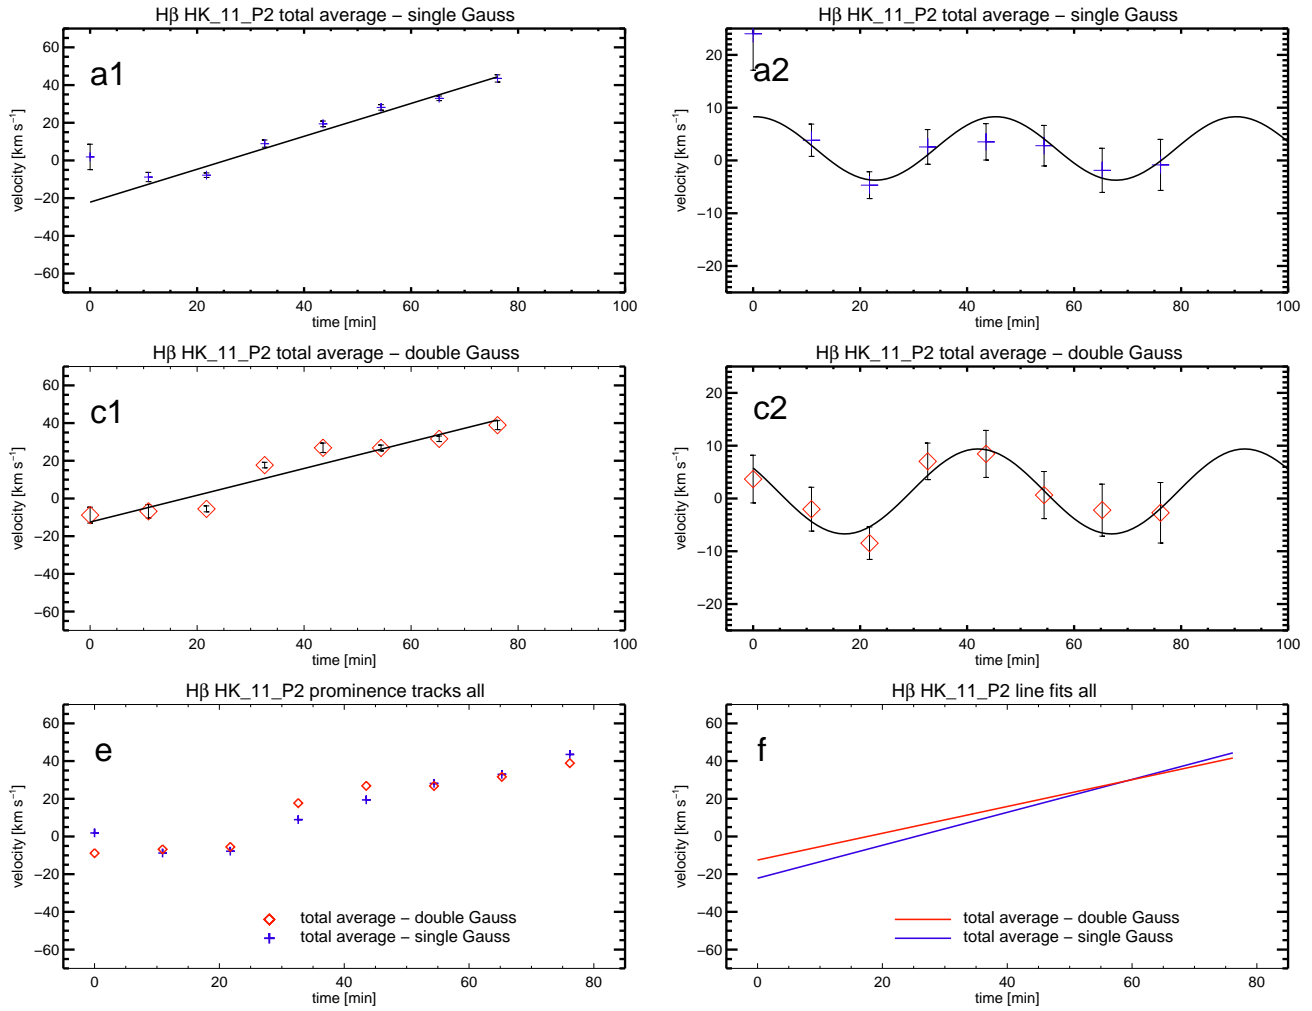 Hβ HK_11_P2 total average − single Gauss
a1
velocity [km s⁻¹]
60
40
20
0
−20
−40
−60
0 20 40 60 80 100
time [min]
Hβ HK_11_P2 total average − single Gauss
a2
velocity [km s⁻¹]
20
10
0
−10
−20
0 20 40 60 80 100
time [min]
Hβ HK_11_P2 total average − double Gauss
c1
velocity [km s⁻¹]
60
40
20
0
−20
−40
−60
0 20 40 60 80 100
time [min]
Hβ HK_11_P2 total average − double Gauss
c2
velocity [km s⁻¹]
20
10
0
−10
−20
0 20 40 60 80 100
time [min]
Hβ HK_11_P2 prominence tracks all
e
velocity [km s⁻¹]
60
40
20
0
−20
−40
−60
total average − double Gauss
total average − single Gauss
0 20 40 60 80
time [min]
Hβ HK_11_P2 line fits all
f
velocity [km s⁻¹]
60
40
20
0
−20
−40
−60
total average − double Gauss
total average − single Gauss
0 20 40 60 80
time [min]